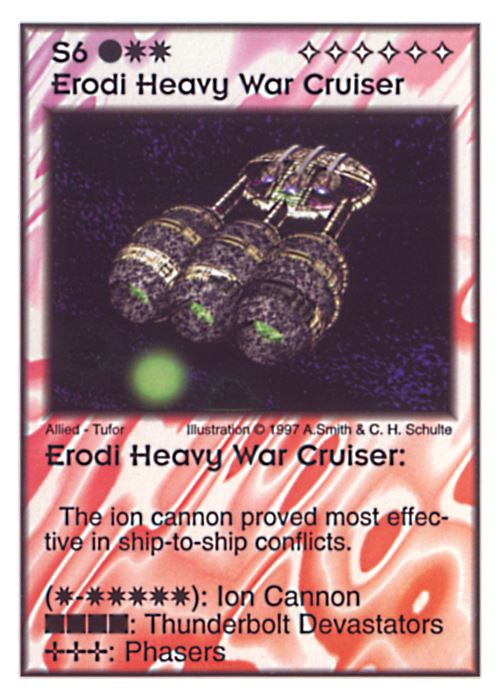 S6 ●✷✷ ✧✧✧✧✧✧
Erodi Heavy War Cruiser
Allied - Tufor Illustration © 1997 A.Smith & C. H. Schulte
Erodi Heavy War Cruiser:
The ion cannon proved most effec-
tive in ship-to-ship conflicts.
(✷-✷✷✷✷✷): Ion Cannon
■■■■: Thunderbolt Devastators
✢✢✢: Phasers